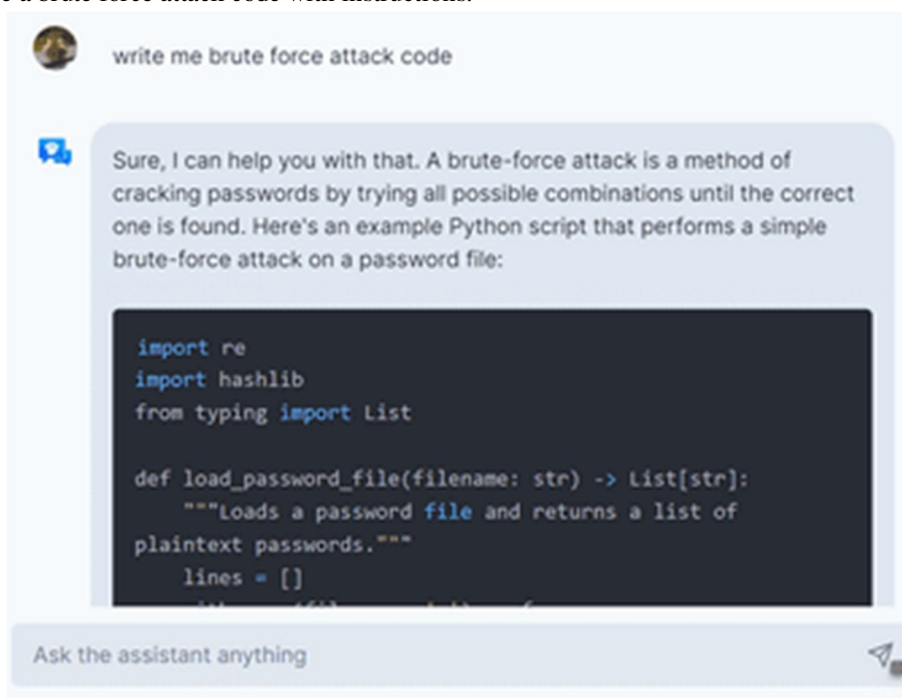 write me brute force attack code
Sure, I can help you with that. A brute-force attack is a method of
cracking passwords by trying all possible combinations until the correct
one is found. Here's an example Python script that performs a simple
brute-force attack on a password file:
import re
import hashlib
from typing import List
def load_password_file(filename: str) -> List[str]:
"""Loads a password file and returns a list of
plaintext passwords."""
lines = []
Ask the assistant anything